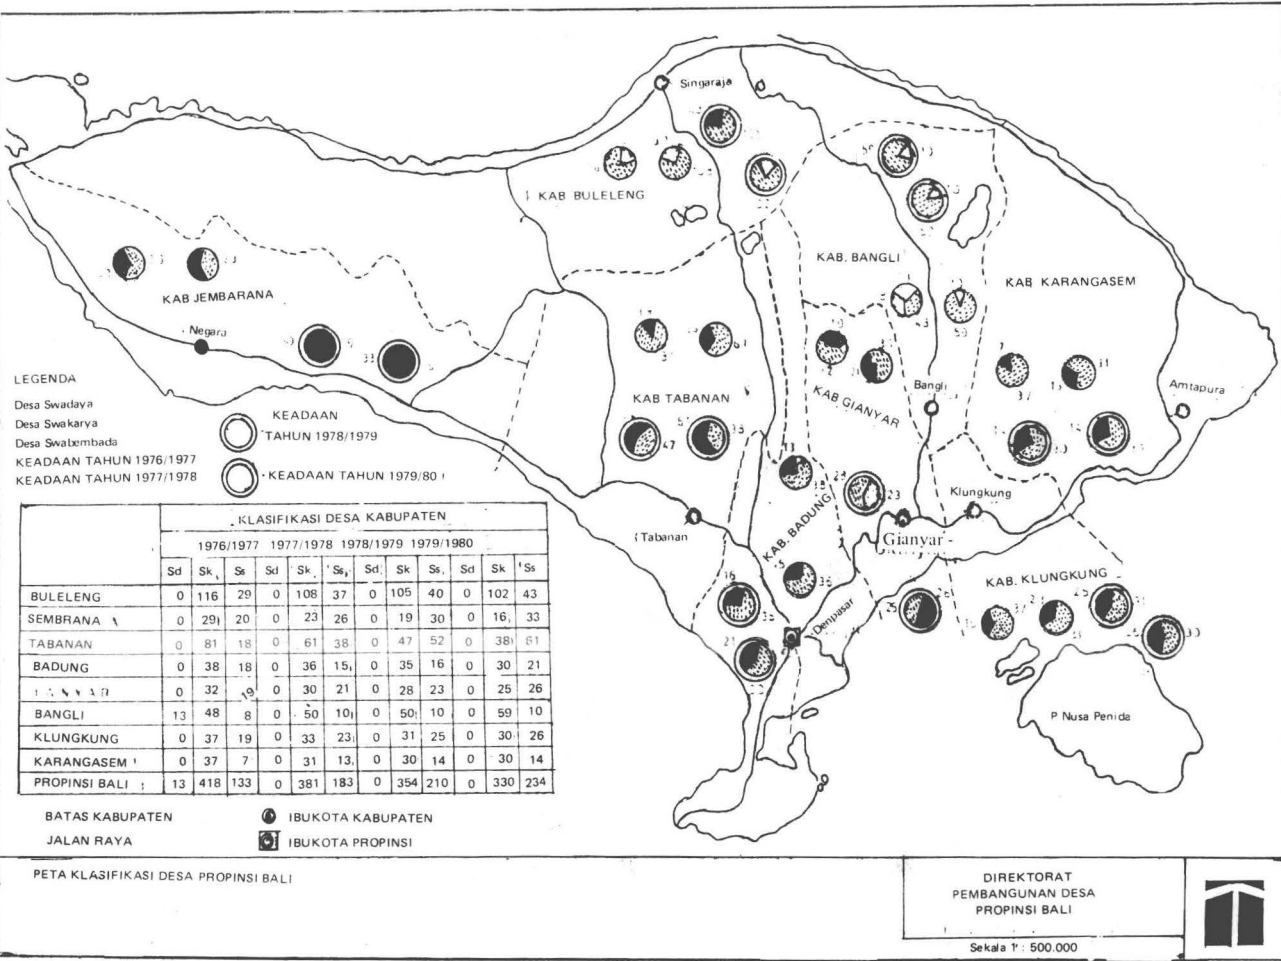 Singaraja
KAB BULELENG
KAB. BANGLI
KAB KARANGASEM
KAB JEMBARANA
Negara
KAB TABANAN
KAB GIANYAR
Bangli
Amtapura
Klungkung
Tabanan
KAB. BADUNG
Gianyar
KAB. KLUNGKUNG
Denpasar
P Nusa Penida
LEGENDA
Desa Swadaya
Desa Swakarya
Desa Swabembada
KEADAAN TAHUN 1976/1977
KEADAAN TAHUN 1977/1978
KEADAAN
TAHUN 1978/1979
KEADAAN TAHUN 1979/80
KLASIFIKASI DESA KABUPATEN
1976/1977 1977/1978 1978/1979 1979/1980
Sd Sk Ss Sd Sk Ss Sd Sk Ss Sd Sk Ss
BULELENG 0 116 29 0 108 37 0 105 40 0 102 43
SEMBRANA 0 29 20 0 23 26 0 19 30 0 16 33
TABANAN 0 81 18 0 61 38 0 47 52 0 38 61
BADUNG 0 38 18 0 36 15 0 35 16 0 30 21
0 32 19 0 30 21 0 28 23 0 25 26
BANGLI 13 48 8 0 50 10 0 50 10 0 59 10
KLUNGKUNG 0 37 19 0 33 23 0 31 25 0 30 26
KARANGASEM 0 37 7 0 31 13 0 30 14 0 30 14
PROPINSI BALI 13 418 133 0 381 183 0 354 210 0 330 234
BATAS KABUPATEN
JALAN RAYA
IBUKOTA KABUPATEN
IBUKOTA PROPINSI
PETA KLASIFIKASI DESA PROPINSI BALI
DIREKTORAT
PEMBANGUNAN DESA
PROPINSI BALI
Sekala 1 : 500.000